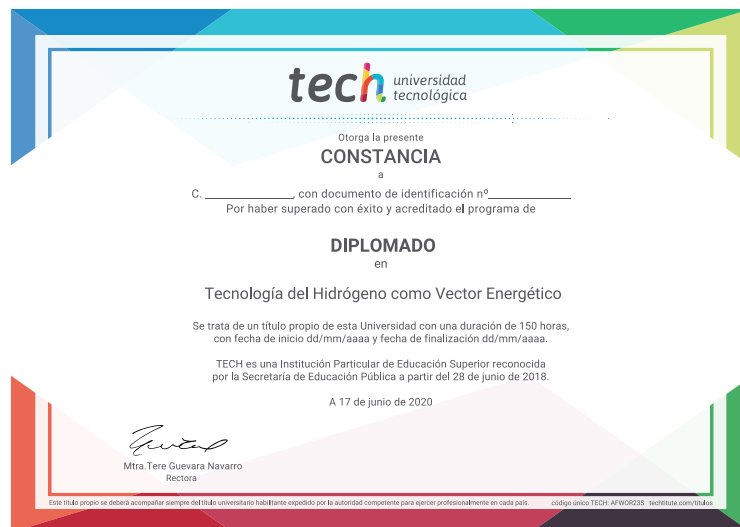 tech universidad
tecnológica
Otorga la presente
CONSTANCIA
a
C. ________________, con documento de identificación nº______________
Por haber superado con éxito y acreditado el programa de
DIPLOMADO
en
Tecnología del Hidrógeno como Vector Energético
Se trata de un título propio de esta Universidad con una duración de 150 horas,
con fecha de inicio dd/mm/aaaa y fecha de finalización dd/mm/aaaa.
TECH es una Institución Particular de Educación Superior reconocida
por la Secretaría de Educación Pública a partir del 28 de junio de 2018.
A 17 de junio de 2020
Mtra.Tere Guevara Navarro
Rectora
Este título propio se deberá acompañar siempre del título universitario habilitante expedido por la autoridad competente para ejercer profesionalmente en cada país. código único TECH: AFWOR23S techtitute.com/titulos